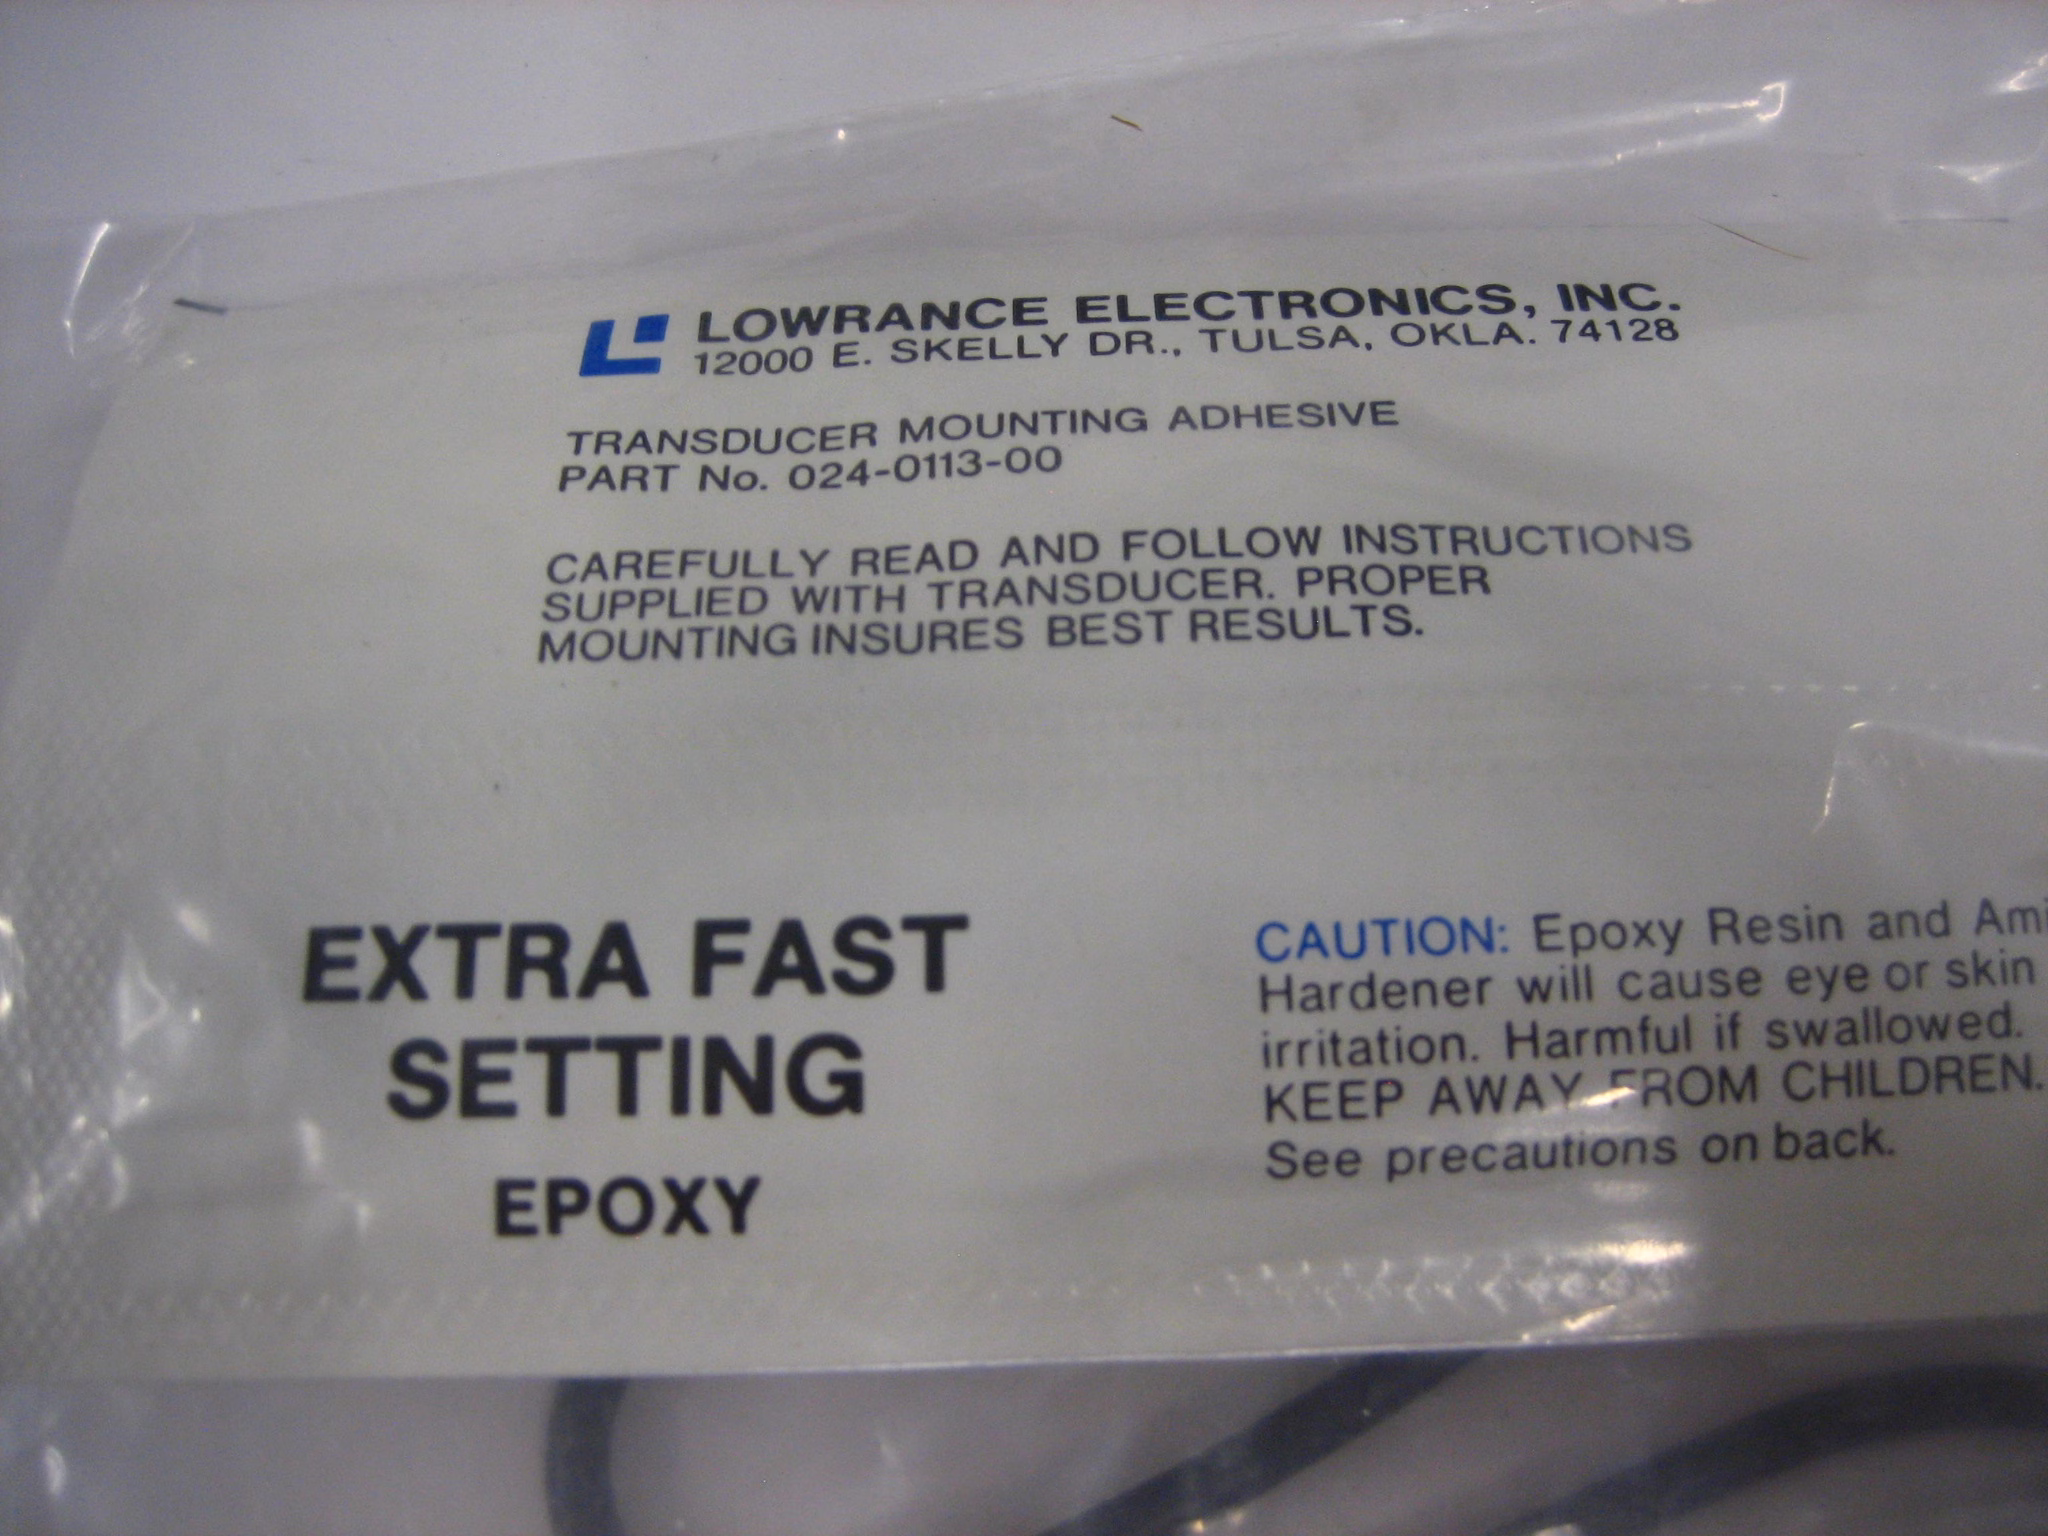 LOWRANCE ELECTRONICS, INC.
12000 E. SKELLY DR., TULSA, OKLA. 74128
TRANSDUCER MOUNTING ADHESIVE
PART No. 024-0113-00
CAREFULLY READ AND FOLLOW INSTRUCTIONS
SUPPLIED WITH TRANSDUCER. PROPER
MOUNTING INSURES BEST RESULTS.
EXTRA FAST
SETTING
EPOXY
CAUTION: Epoxy Resin and
Hardener will cause eye or skin
irritation. Harmful if swallowed.
KEEP AWAY FROM CHILDREN.
See precautions on back.